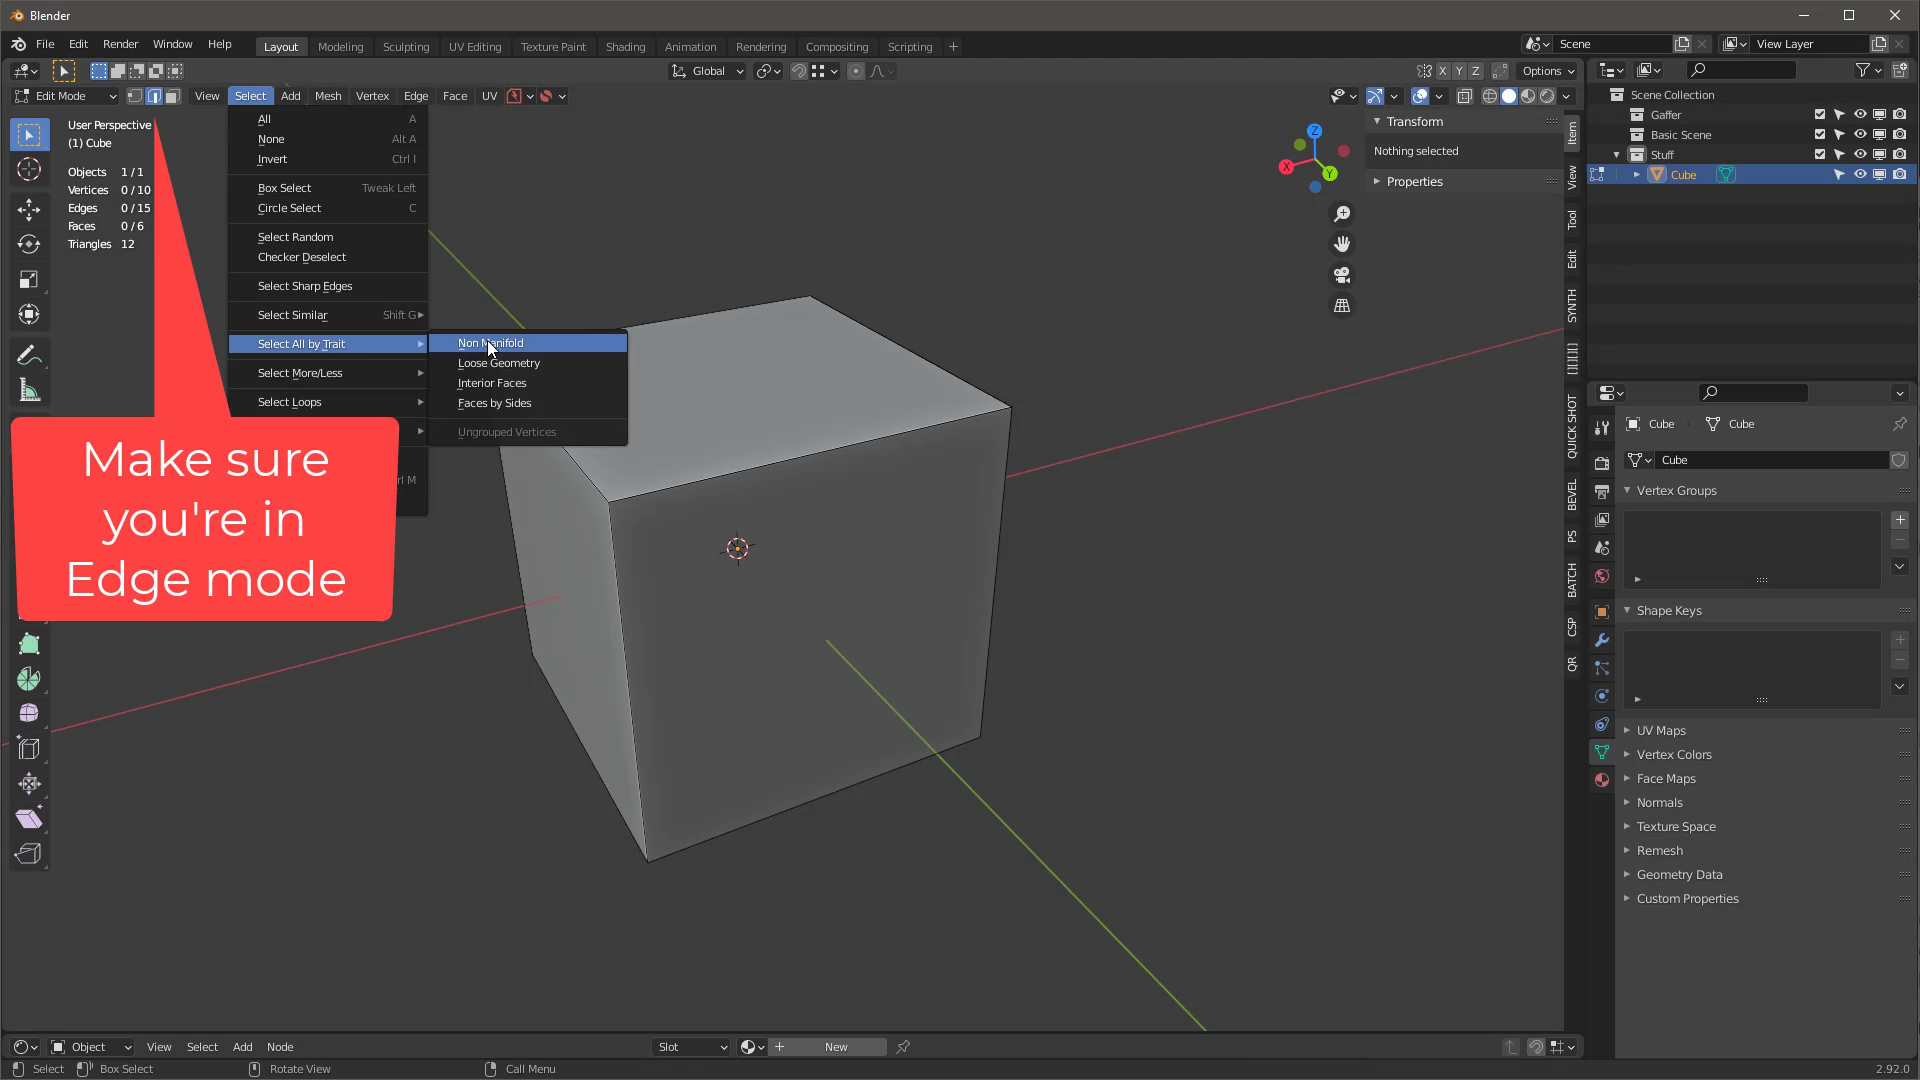 Blender
File Edit Render Window Help Layout Modeling Sculpting UV Editing Texture Paint Shading Animation Rendering Compositing Scripting + Scene View Layer
Global X Y Z Options
Edit Mode View Select Add Mesh Vertex Edge Face UV
User Perspective
(1) Cube
Objects 1/1
Vertices 0/10
Edges 0/15
Faces 0/6
Triangles 12
All A
None Alt A
Invert Ctrl I
Box Select Tweak Left
Circle Select C
Select Random
Checker Deselect
Select Sharp Edges
Select Similar Shift G
Select All by Trait
Select More/Less
Select Loops
rl M
Non Manifold
Loose Geometry
Interior Faces
Faces by Sides
Ungrouped Vertices
Make sure
you're in
Edge mode
Z
X
Y
Transform
Nothing selected
Properties
Item
View
Tool
Edit
SYNTH
[][][][]
QUICK SHOT
BEVEL
PS
BATCH
CSP
QR
Scene Collection
Gaffer
Basic Scene
Stuff
Cube
Cube Cube
Cube
Vertex Groups
Shape Keys
UV Maps
Vertex Colors
Face Maps
Normals
Texture Space
Remesh
Geometry Data
Custom Properties
Object View Select Add Node Slot + New
Select Box Select Rotate View Call Menu 2.92.0